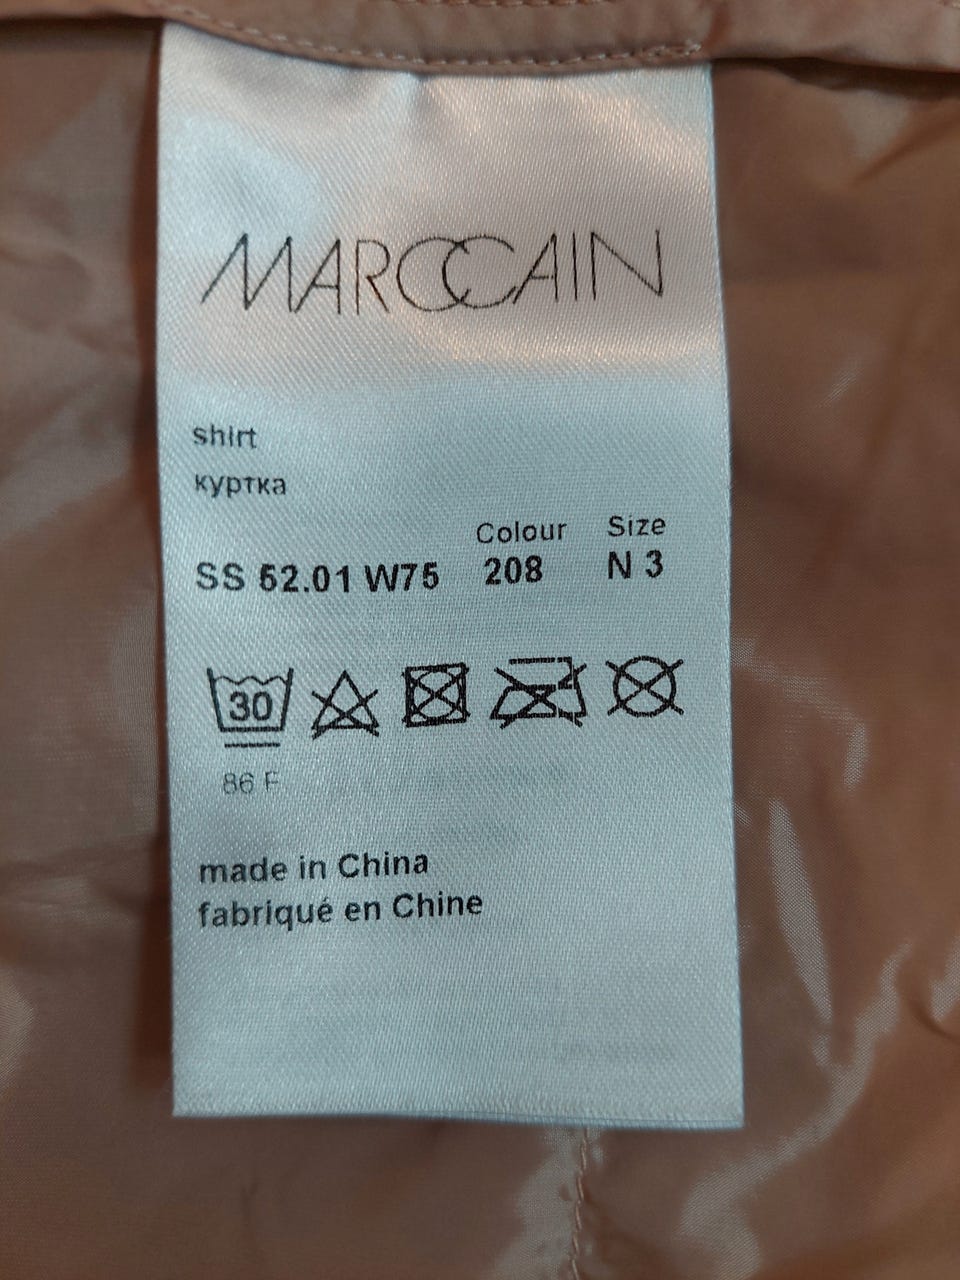 MARCCAIN
shirt
куртка
Colour Size
SS 52.01 W75 208 N 3
30
86 F
made in China
fabriqué en Chine